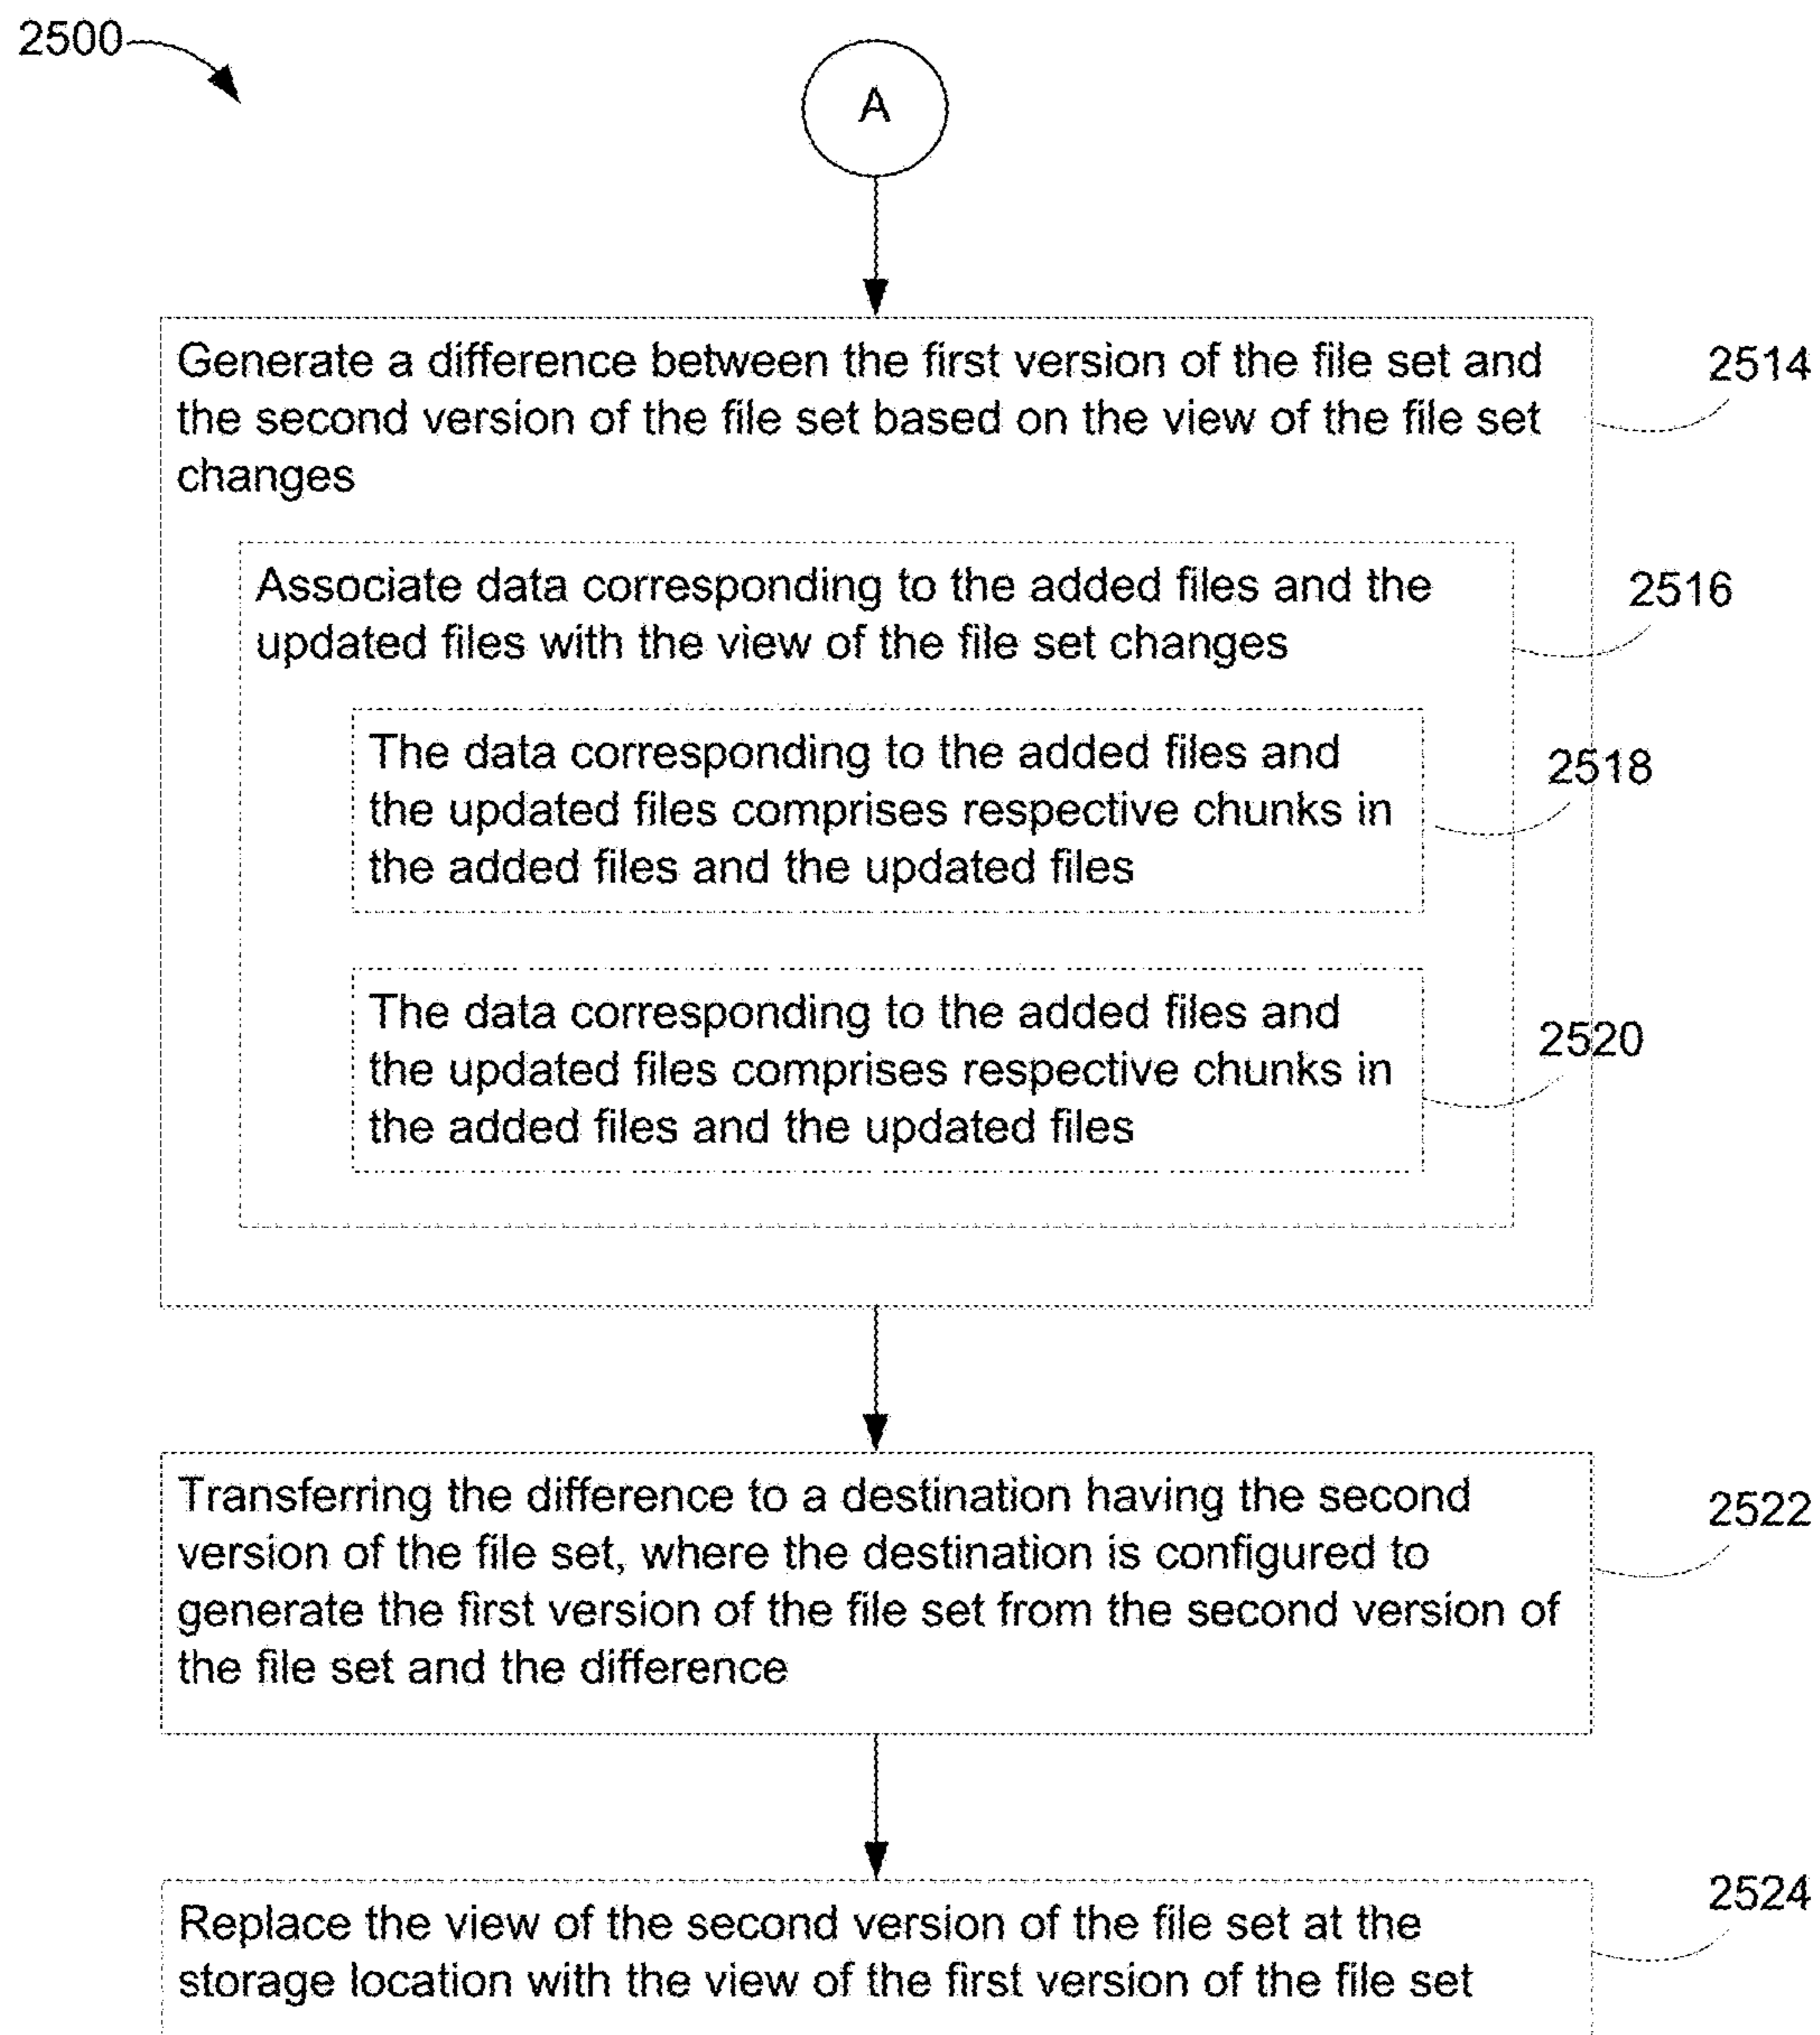 2500
A
Generate a difference between the first version of the file set and
the second version of the file set based on the view of the file set
changes
2514
Associate data corresponding to the added files and the
updated files with the view of the file set changes
2516
The data corresponding to the added files and
the updated files comprises respective chunks in
the added files and the updated files
2518
The data corresponding to the added files and
the updated files comprises respective chunks in
the added files and the updated files
2520
Transferring the difference to a destination having the second
version of the file set, where the destination is configured to
generate the first version of the file set from the second version of
the file set and the difference
2522
Replace the view of the second version of the file set at the
storage location with the view of the first version of the file set
2524